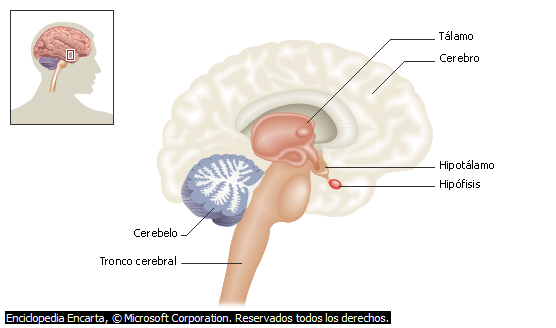 Tálamo
Cerebro
Hipotálamo
Hipófisis
Cerebelo
Tronco cerebral
Enciclopedia Encarta, © Microsoft Corporation. Reservados todos los derechos.